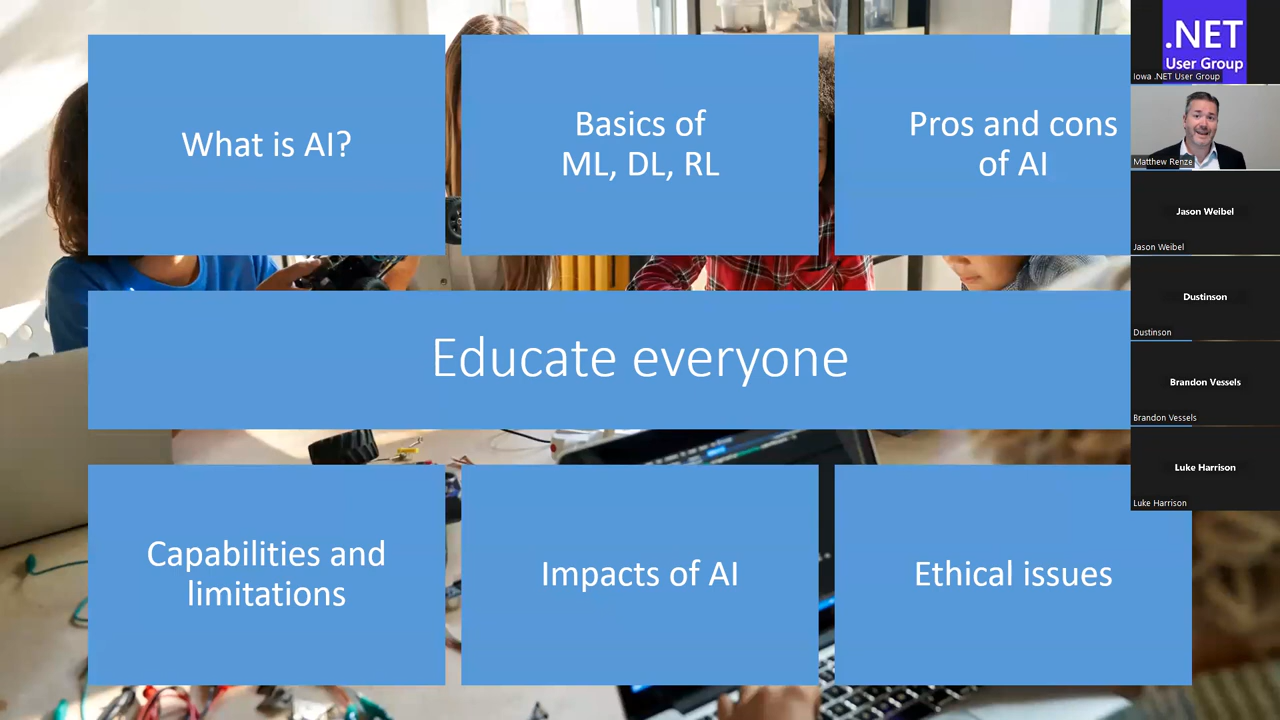 What is AI?
Basics of
ML, DL, RL
Pros and cons
of AI
Educate everyone
Capabilities and
limitations
Impacts of AI
Ethical issues
.NET
User Group
Iowa .NET User Group
Matthew Renze
Jason Weibel
Jason Weibel
Dustinson
Dustinson
Brandon Vessels
Brandon Vessels
Luke Harrison
Luke Harrison